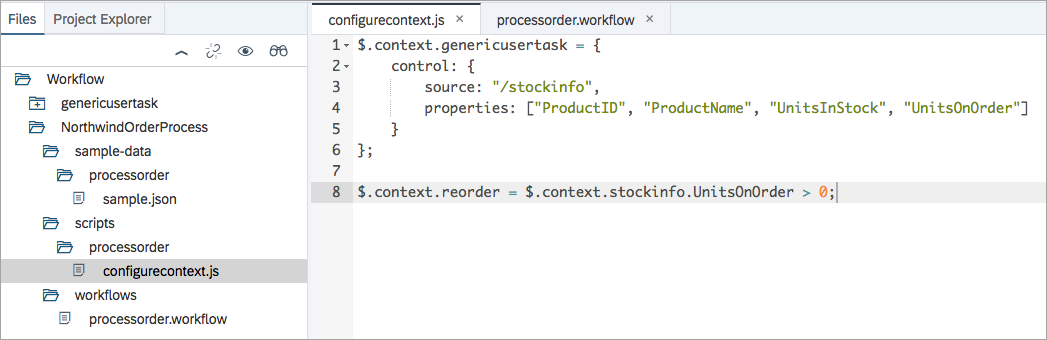 Files Project Explorer
Workflow
genericusertask
NorthwindOrderProcess
sample-data
processorder
sample.json
scripts
processorder
configurecontext.js
workflows
processorder.workflow
configurecontext.js × processorder.workflow ×
1 $.context.genericusertask = {
2 control: {
3 source: "/stockinfo",
4 properties: ["ProductID", "ProductName", "UnitsInStock", "UnitsOnOrder"]
5 }
6 };
7
8 $.context.reorder = $.context.stockinfo.UnitsOnOrder > 0;